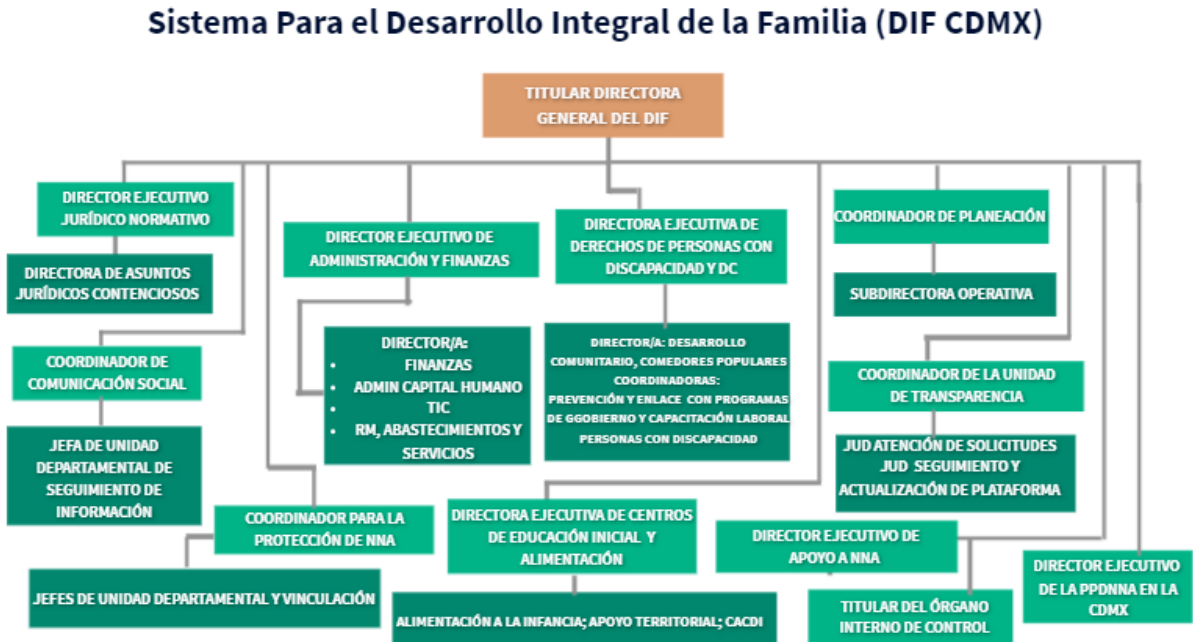 Sistema Para el Desarrollo Integral de la Familia (DIF CDMX)
TITULAR DIRECTORA
GENERAL DEL DIF
DIRECTOR EJECUTIVO
JURÍDICO NORMATIVO
DIRECTORA DE ASUNTOS
JURÍDICOS CONTENCIOSOS
DIRECTOR EJECUTIVO DE
ADMINISTRACIÓN Y FINANZAS
DIRECTORA EJECUTIVA DE
DERECHOS DE PERSONAS CON
DISCAPACIDAD Y DC
COORDINADOR DE PLANEACIÓN
SUBDIRECTORA OPERATIVA
COORDINADOR DE
COMUNICACIÓN SOCIAL
JEFA DE UNIDAD
DEPARTAMENTAL DE
SEGUIMIENTO DE
INFORMACIÓN
DIRECTOR/A:
• FINANZAS
• ADMIN CAPITAL HUMANO
• TIC
• RM, ABASTECIMIENTOS Y
SERVICIOS
DIRECTOR/A: DESARROLLO
COMUNITARIO, COMEDORES POPULARES
COORDINADORAS:
PREVENCIÓN Y ENLACE CON PROGRAMAS
DE GGOBIERNO Y CAPACITACIÓN LABORAL
PERSONAS CON DISCAPACIDAD
COORDINADOR DE LA UNIDAD
DE TRANSPARENCIA
JUD ATENCIÓN DE SOLICITUDES
JUD SEGUIMIENTO Y
ACTUALIZACIÓN DE PLATAFORMA
COORDINADOR PARA LA
PROTECCIÓN DE NNA
JEFES DE UNIDAD DEPARTAMENTAL Y VINCULACIÓN
DIRECTORA EJECUTIVA DE CENTROS
DE EDUCACIÓN INICIAL Y
ALIMENTACIÓN
ALIMENTACIÓN A LA INFANCIA; APOYO TERRITORIAL; CACDI
DIRECTOR EJECUTIVO DE
APOYO A NNA
TITULAR DEL ÓRGANO
INTERNO DE CONTROL
DIRECTOR EJECUTIVO
DE LA PPDNNA EN LA
CDMX